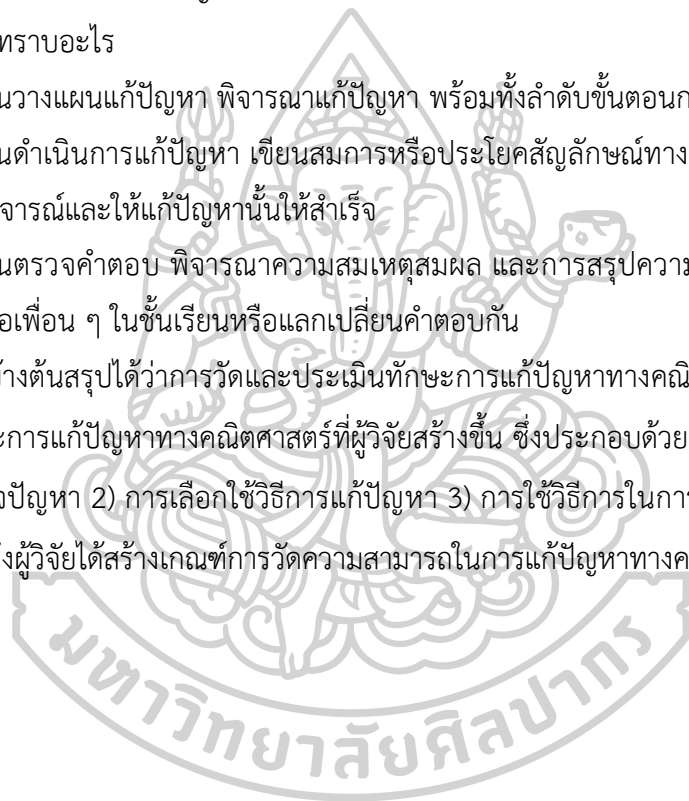 ทราบอะไร
นวางแผนแก้ปัญหา พิจารณาแก้ปัญหา พร้อมทั้งลำดับขั้นตอนก
นดำเนินการแก้ปัญหา เขียนสมการหรือประโยคสัญลักษณ์ทาง
จารณ์และให้แก้ปัญหานั้นให้สำเร็จ
นตรวจคำตอบ พิจารณาความสมเหตุสมผล และการสรุปความ
อเพื่อน ๆ ในชั้นเรียนหรือแลกเปลี่ยนคำตอบกัน
ข้างต้นสรุปได้ว่าการวัดและประเมินทักษะการแก้ปัญหาทางคณิ
ะการแก้ปัญหาทางคณิตศาสตร์ที่ผู้วิจัยสร้างขึ้น ซึ่งประกอบด้วย
จปัญหา 2) การเลือกใช้วิธีการแก้ปัญหา 3) การใช้วิธีการในการ
งผู้วิจัยได้สร้างเกณฑ์การวัดความสามารถในการแก้ปัญหาทางค
มหาวิทยาลัยศิลปากร